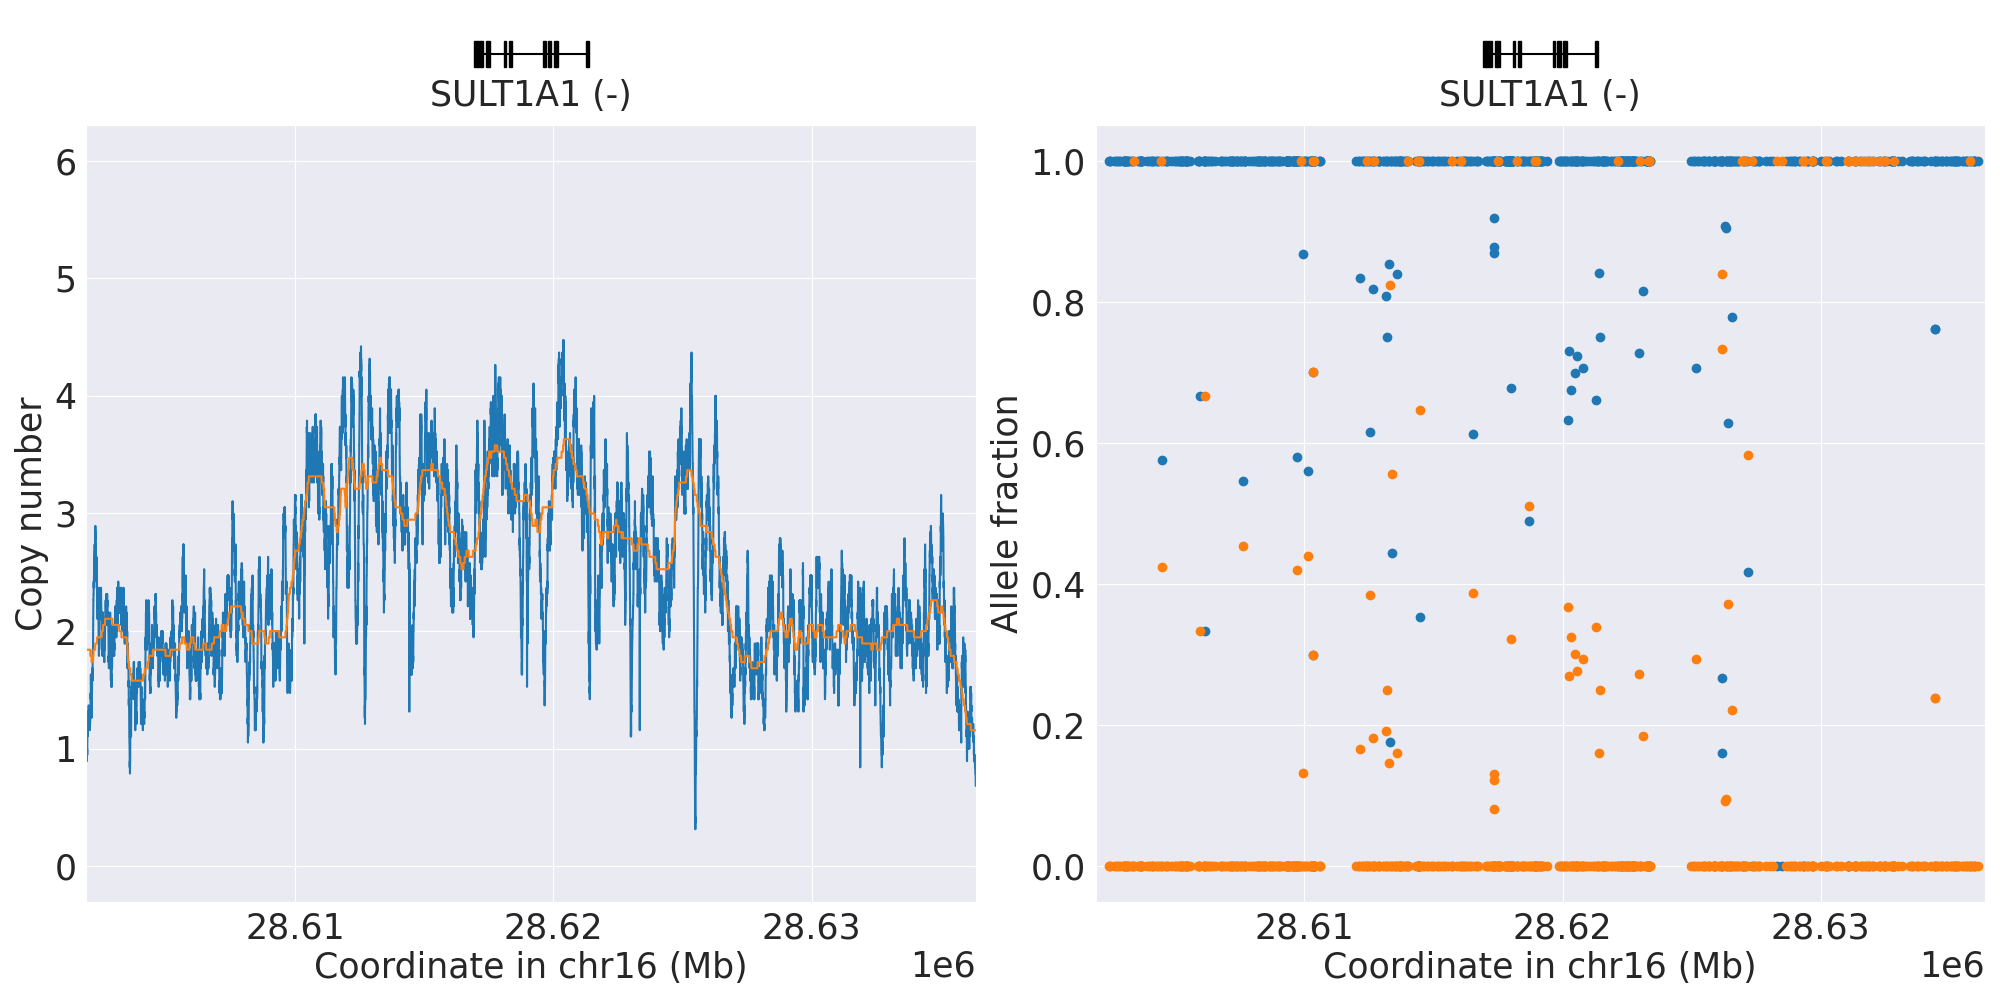 SULT1A1 (-)
Copy number
6
5
4
3
2
1
0
28.61
28.62
28.63
Coordinate in chr16 (Mb)
1e6
SULT1A1 (-)
Allele fraction
1.0
0.8
0.6
0.4
0.2
0.0
28.61
28.62
28.63
Coordinate in chr16 (Mb)
1e6